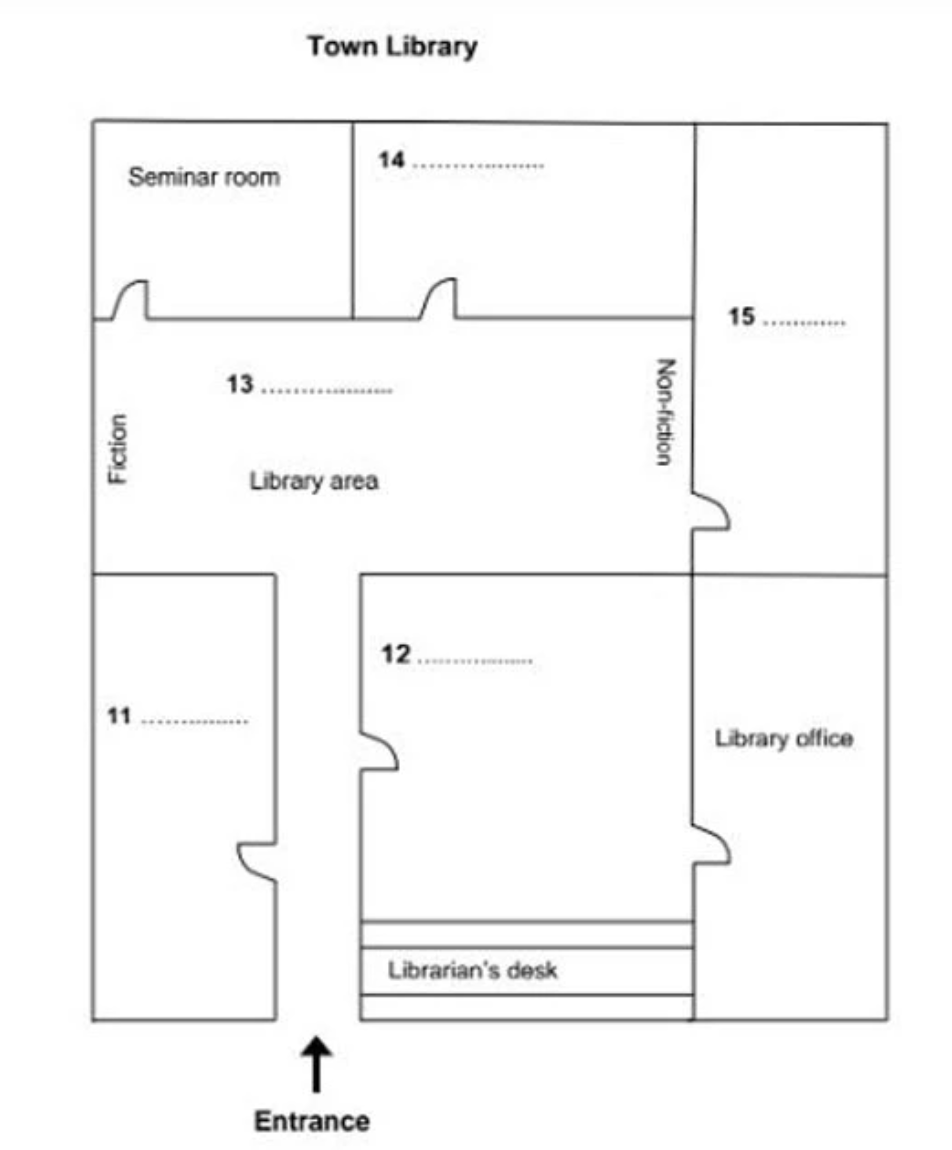 Town Library
Seminar room
14 ....................
15 ............
13 ....................
Fiction
Non-fiction
Library area
12 .................
11 ................
Library office
Librarian's desk
Entrance